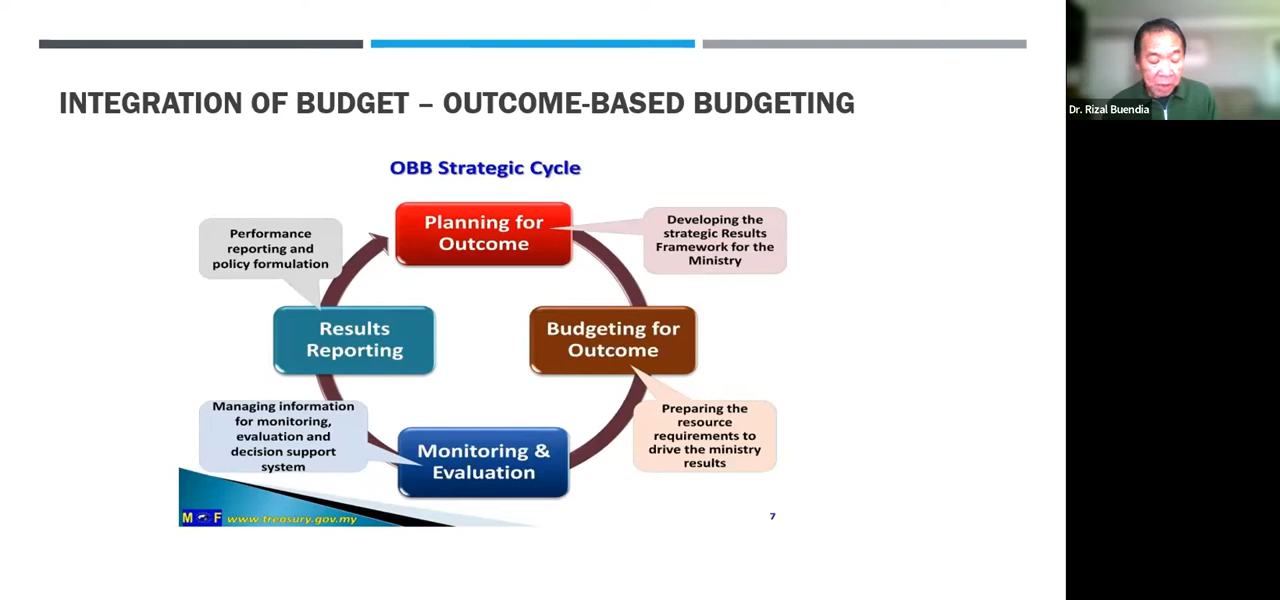 Dr. Rizal Buendia
INTEGRATION OF BUDGET – OUTCOME-BASED BUDGETING
OBB Strategic Cycle
Planning for
Outcome
Developing the
strategic Results
Framework for the
Ministry
Performance
reporting and
policy formulation
Results
Reporting
Budgeting for
Outcome
Managing information
for monitoring,
evaluation and
decision support
system
Preparing the
resource
requirements to
drive the ministry
results
Monitoring &
Evaluation
M F www.treasury.gov.my
7